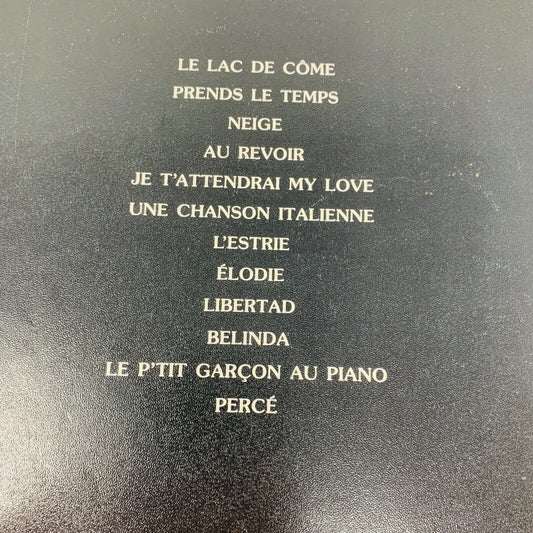 LE LAC DE CÔME
PRENDS LE TEMPS
NEIGE
AU REVOIR
JE T'ATTENDRAI MY LOVE
UNE CHANSON ITALIENNE
L'ESTRIE
ÉLODIE
LIBERTAD
BELINDA
LE P'TIT GARÇON AU PIANO
PERCÉ